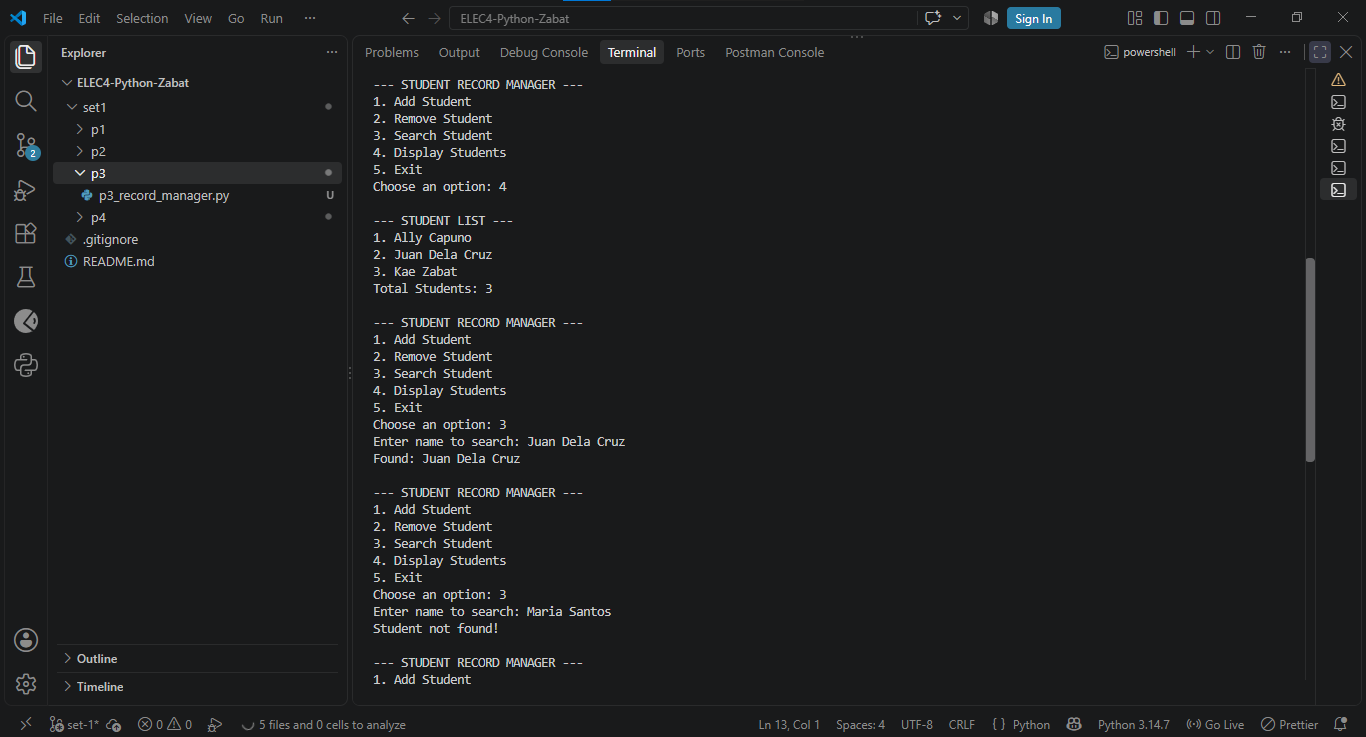 File Edit Selection View Go Run ··· ELEC4-Python-Zabat Sign In
Explorer ···
ELEC4-Python-Zabat
set1
p1
p2
p3
p3_record_manager.py U
p4
.gitignore
README.md
Outline
Timeline
2
Problems Output Debug Console Terminal Ports Postman Console powershell ···
--- STUDENT RECORD MANAGER ---
1. Add Student
2. Remove Student
3. Search Student
4. Display Students
5. Exit
Choose an option: 4
--- STUDENT LIST ---
1. Ally Capuno
2. Juan Dela Cruz
3. Kae Zabat
Total Students: 3
--- STUDENT RECORD MANAGER ---
1. Add Student
2. Remove Student
3. Search Student
4. Display Students
5. Exit
Choose an option: 3
Enter name to search: Juan Dela Cruz
Found: Juan Dela Cruz
--- STUDENT RECORD MANAGER ---
1. Add Student
2. Remove Student
3. Search Student
4. Display Students
5. Exit
Choose an option: 3
Enter name to search: Maria Santos
Student not found!
--- STUDENT RECORD MANAGER ---
1. Add Student
set-1* 0 0 5 files and 0 cells to analyze Ln 13, Col 1 Spaces: 4 UTF-8 CRLF { } Python Python 3.14.7 Go Live Prettier